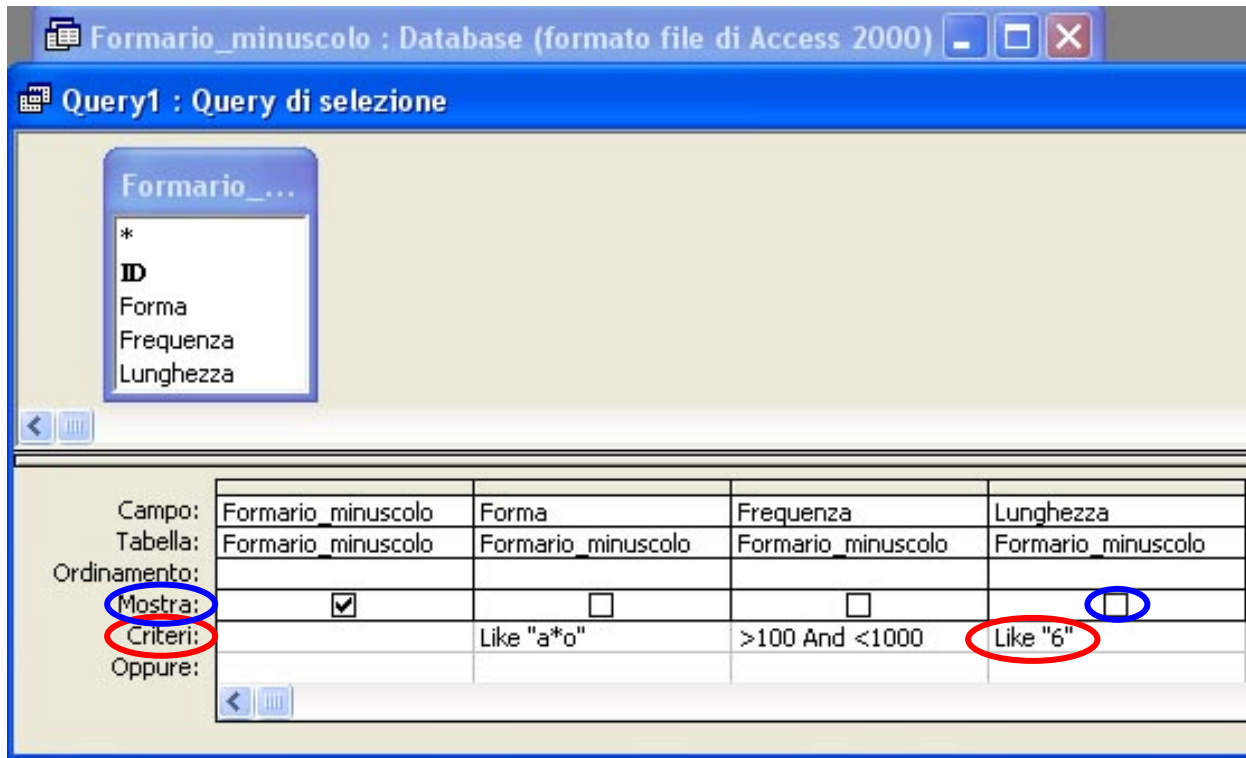 Formario_minuscolo : Database (formato file di Access 2000)
Query1 : Query di selezione
Formario_...
*
ID
Forma
Frequenza
Lunghezza
Campo: Formario_minuscolo Forma Frequenza Lunghezza
Tabella: Formario_minuscolo Formario_minuscolo Formario_minuscolo Formario_minuscolo
Ordinamento:
Mostra:
Criteri: Like "a*o" >100 And <1000 Like "6"
Oppure: